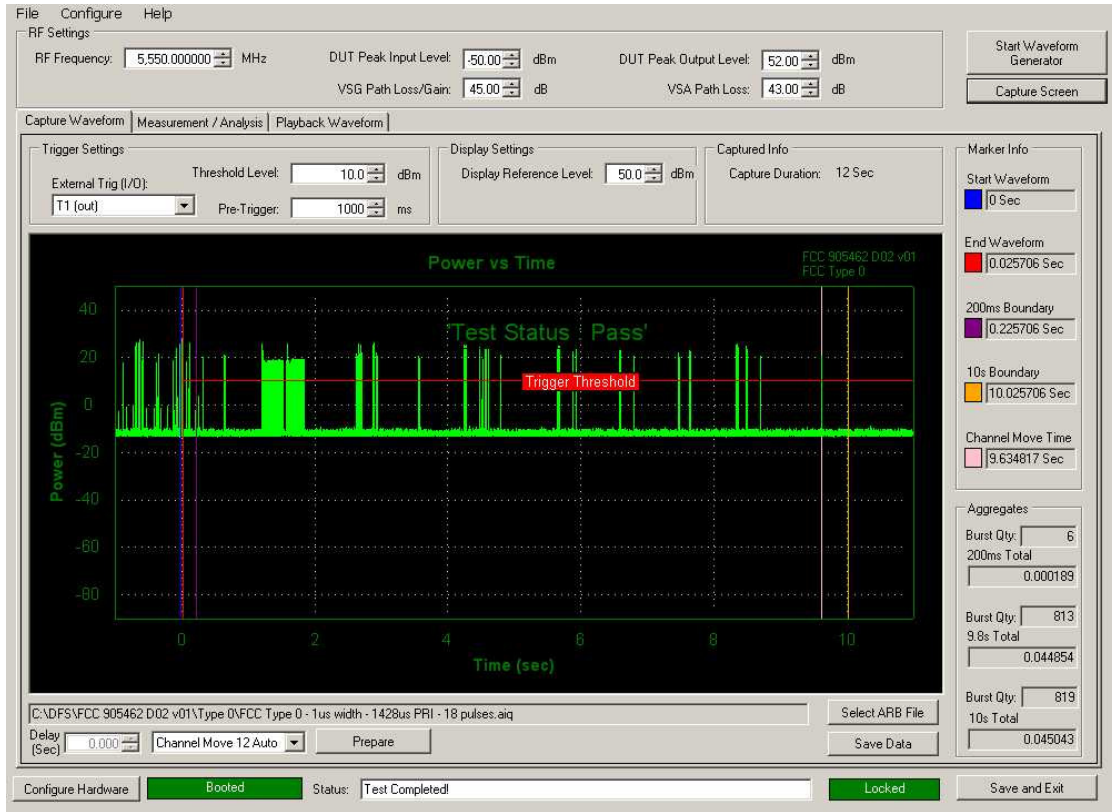 File Configure Help
RF Settings
RF Frequency: 5,550.000000 MHz
DUT Peak Input Level: -50.00 dBm
DUT Peak Output Level: 52.00 dBm
VSG Path Loss/Gain: 45.00 dB
VSA Path Loss: 43.00 dB
Start Waveform Generator
Capture Screen
Capture Waveform Measurement / Analysis Playback Waveform
Trigger Settings
External Trig (I/O):
T1 (out)
Threshold Level: 10.0 dBm
Pre-Trigger: 1000 ms
Display Settings
Display Reference Level: 50.0 dBm
Captured Info
Capture Duration: 12 Sec
Power vs Time
FCC 905462 D02 v01
FCC Type 0
'Test Status : Pass'
Trigger Threshold
Power (dBm)
40
20
0
-20
-40
-60
-80
0 2 4 6 8 10
Time (sec)
Marker Info
Start Waveform
0 Sec
End Waveform
0.025706 Sec
200ms Boundary
0.225706 Sec
10s Boundary
10.025706 Sec
Channel Move Time
9.634817 Sec
Aggregates
Burst Qty: 6
200ms Total
0.000189
Burst Qty: 813
9.8s Total
0.044854
Burst Qty: 819
10s Total
0.045043
C:\DFS\FCC 905462 D02 v01\Type 0\FCC Type 0 - 1us width - 1428us PRI - 18 pulses.aiq
Select ARB File
Delay (Sec) 0.000
Channel Move 12 Auto
Prepare
Save Data
Configure Hardware
Booted
Status: Test Completed!
Locked
Save and Exit